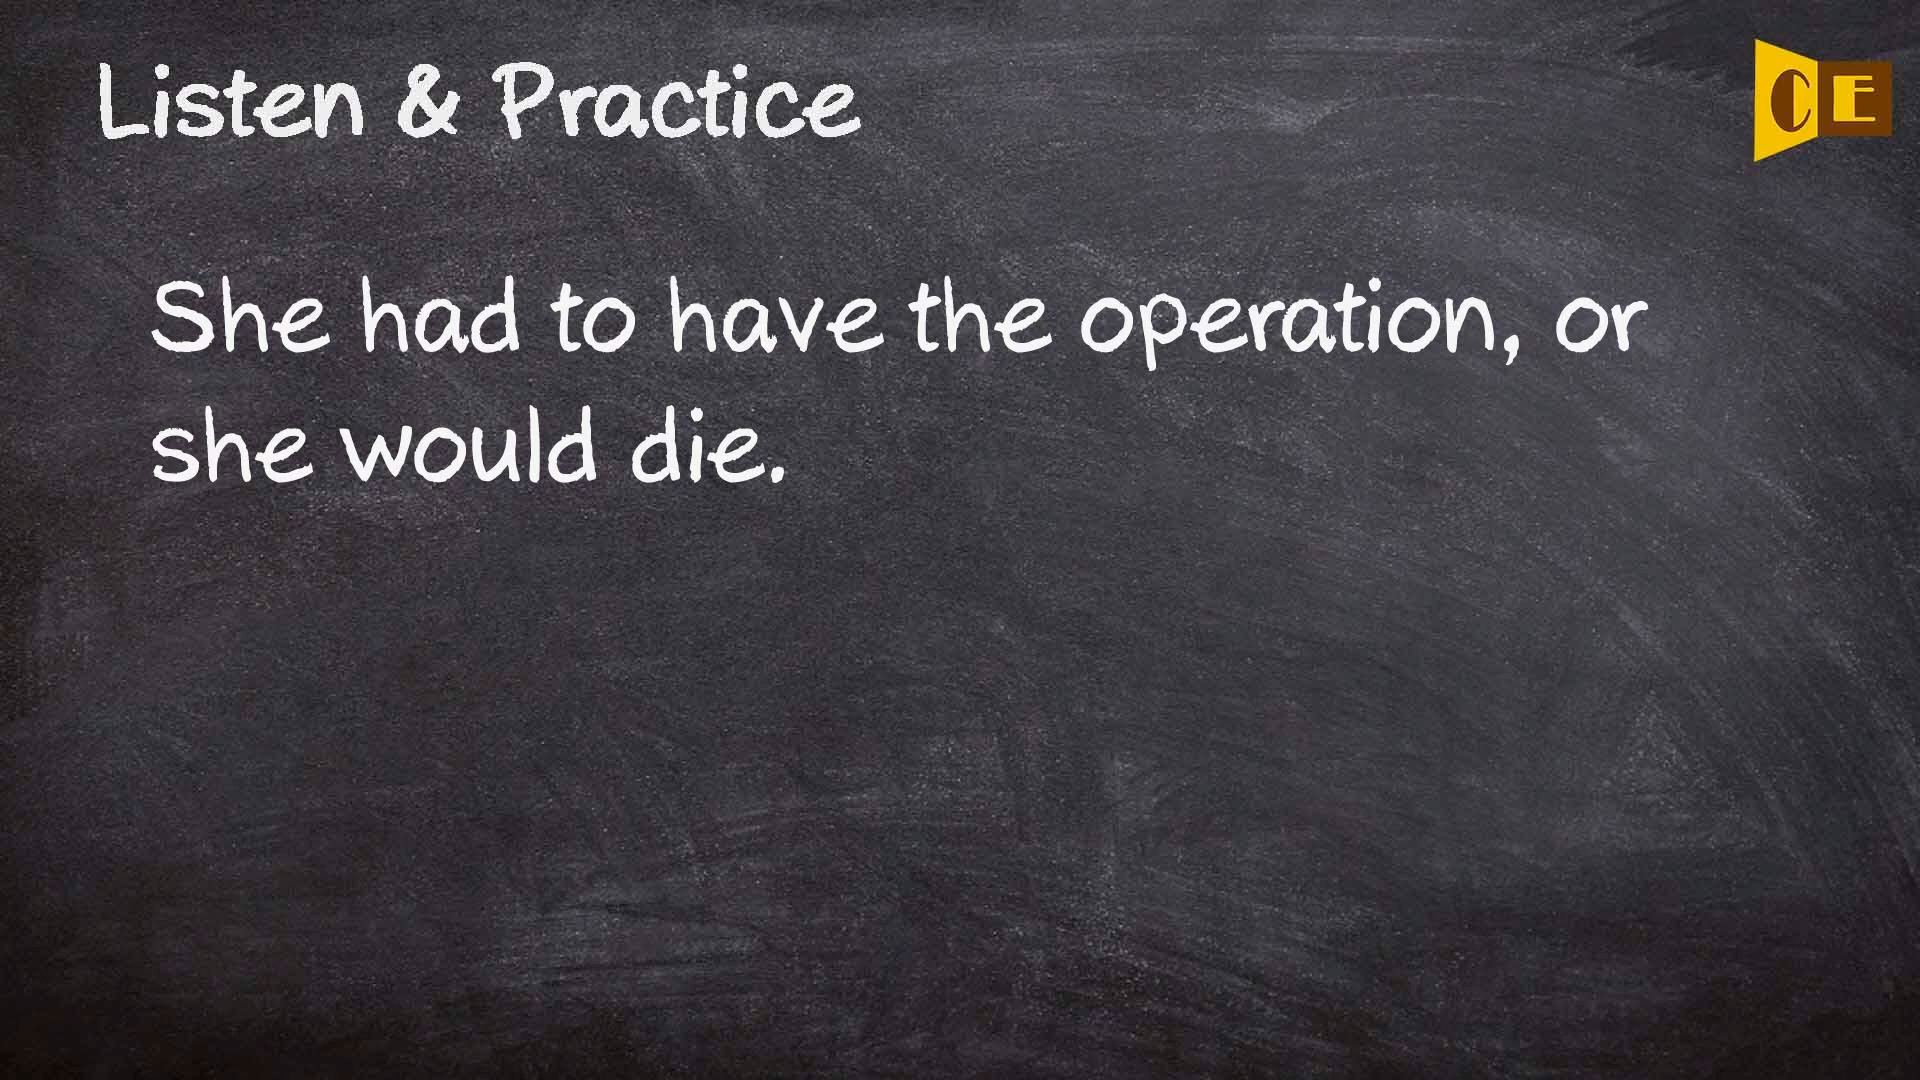 Listen & Practice
CE
She had to have the operation, or
she would die.